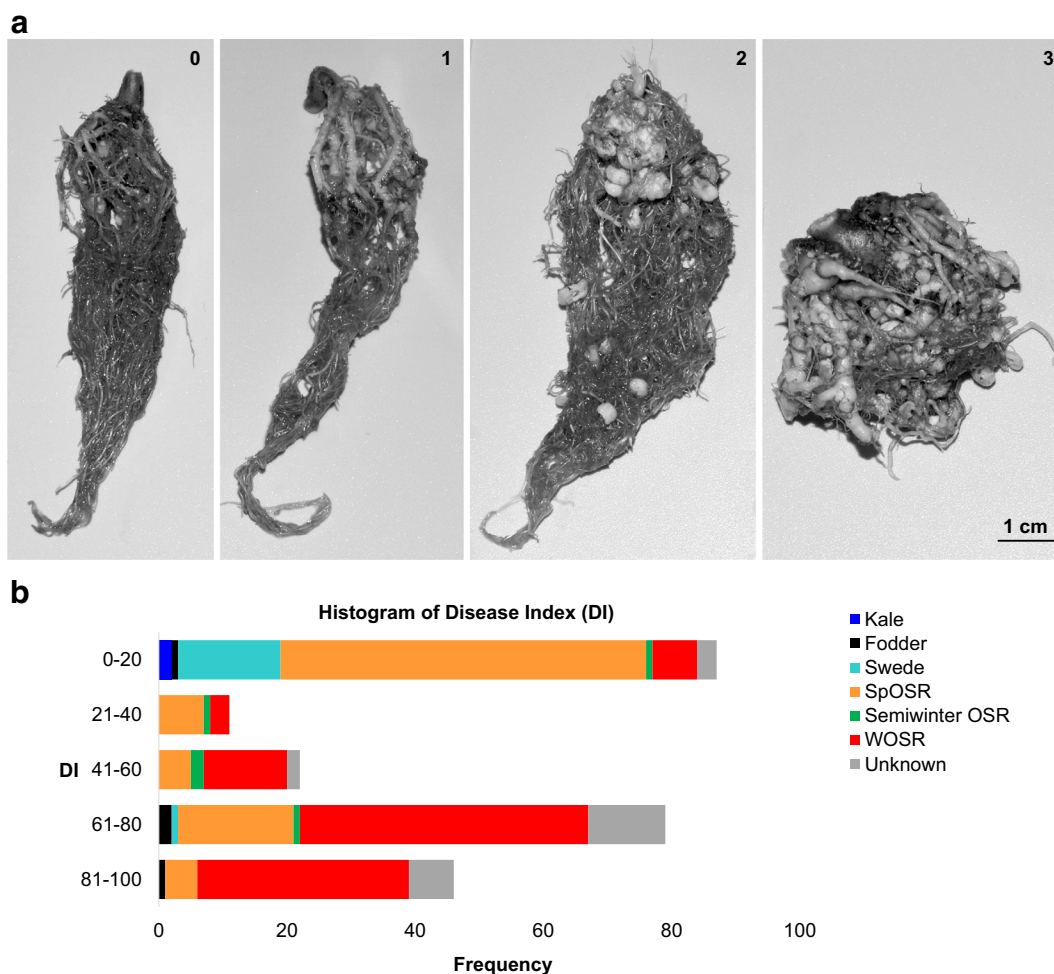 a
0
1
2
3
1 cm
b
Histogram of Disease Index (DI)
0-20
21-40
DI 41-60
61-80
81-100
0 20 40 60 80 100
Frequency
Kale
Fodder
Swede
SpOSR
Semiwinter OSR
WOSR
Unknown